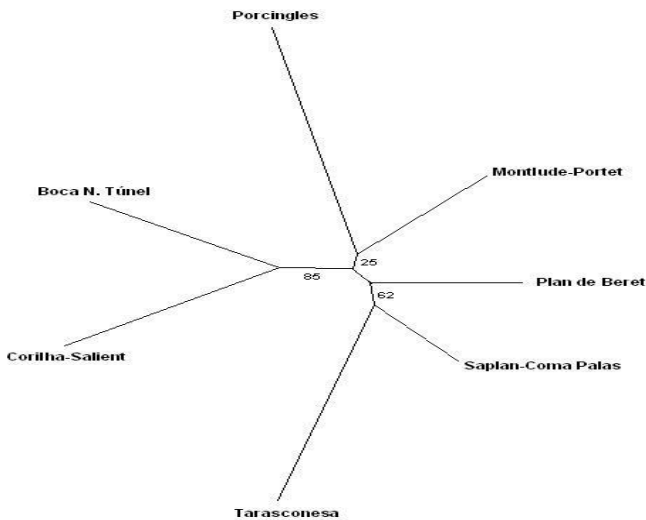 Porcingles
Montlude-Portet
Boca N. Túnel
25
85
Plan de Beret
62
Corilha-Salient
Saplan-Coma Palas
Tarasconesa